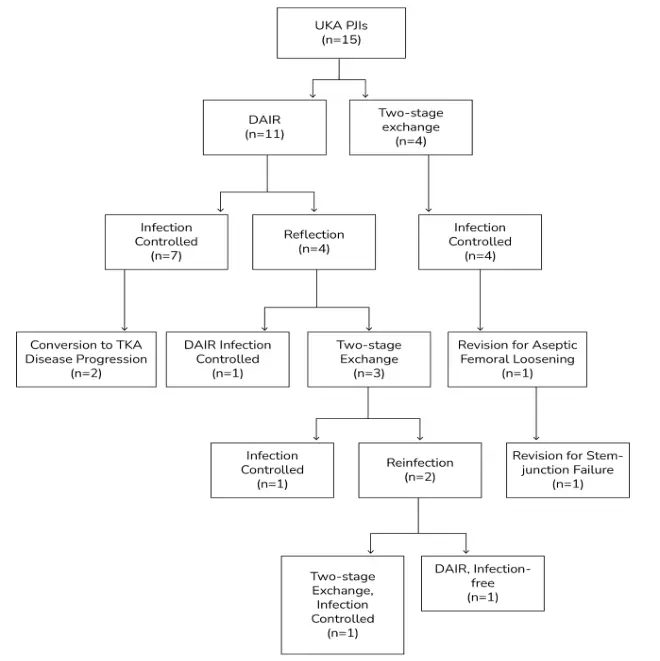 UKA PJIs
(n=15)
DAIR
(n=11)
Two-stage
exchange
(n=4)
Infection
Controlled
(n=7)
Reflection
(n=4)
Infection
Controlled
(n=4)
Conversion to TKA
Disease Progression
(n=2)
DAIR Infection
Controlled
(n=1)
Two-stage
Exchange
(n=3)
Revision for Aseptic
Femoral Loosening
(n=1)
Infection
Controlled
(n=1)
Reinfection
(n=2)
Revision for Stem-
junction Failure
(n=1)
Two-stage
Exchange,
Infection
Controlled
(n=1)
DAIR, Infection-
free
(n=1)